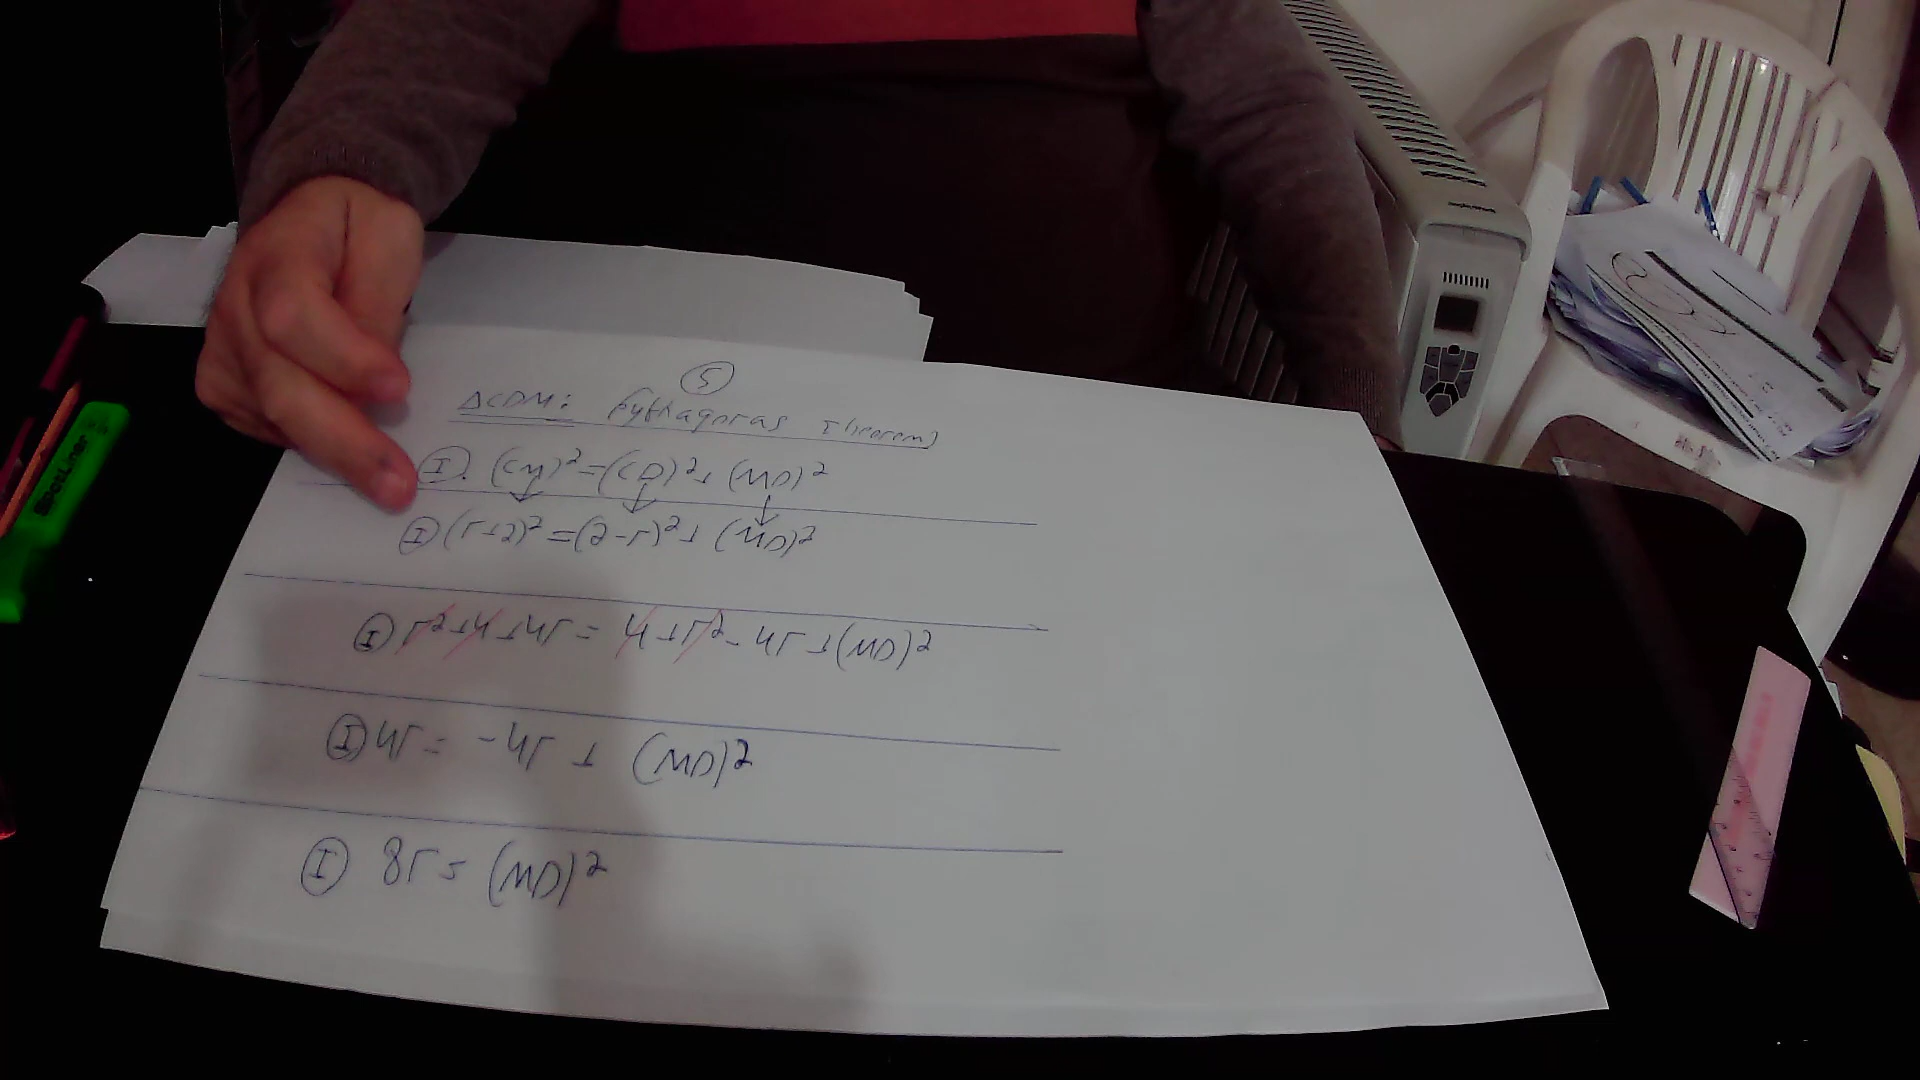 5
ΔCDM: Pythagoras Theorem
I. (CM)²=(CD)²+(MD)²
I (r+2)²=(2-r)²+(MD)²
I r²+4+4r=4+r²-4r+(MD)²
I 4r=-4r+(MD)²
I 8r=(MD)²